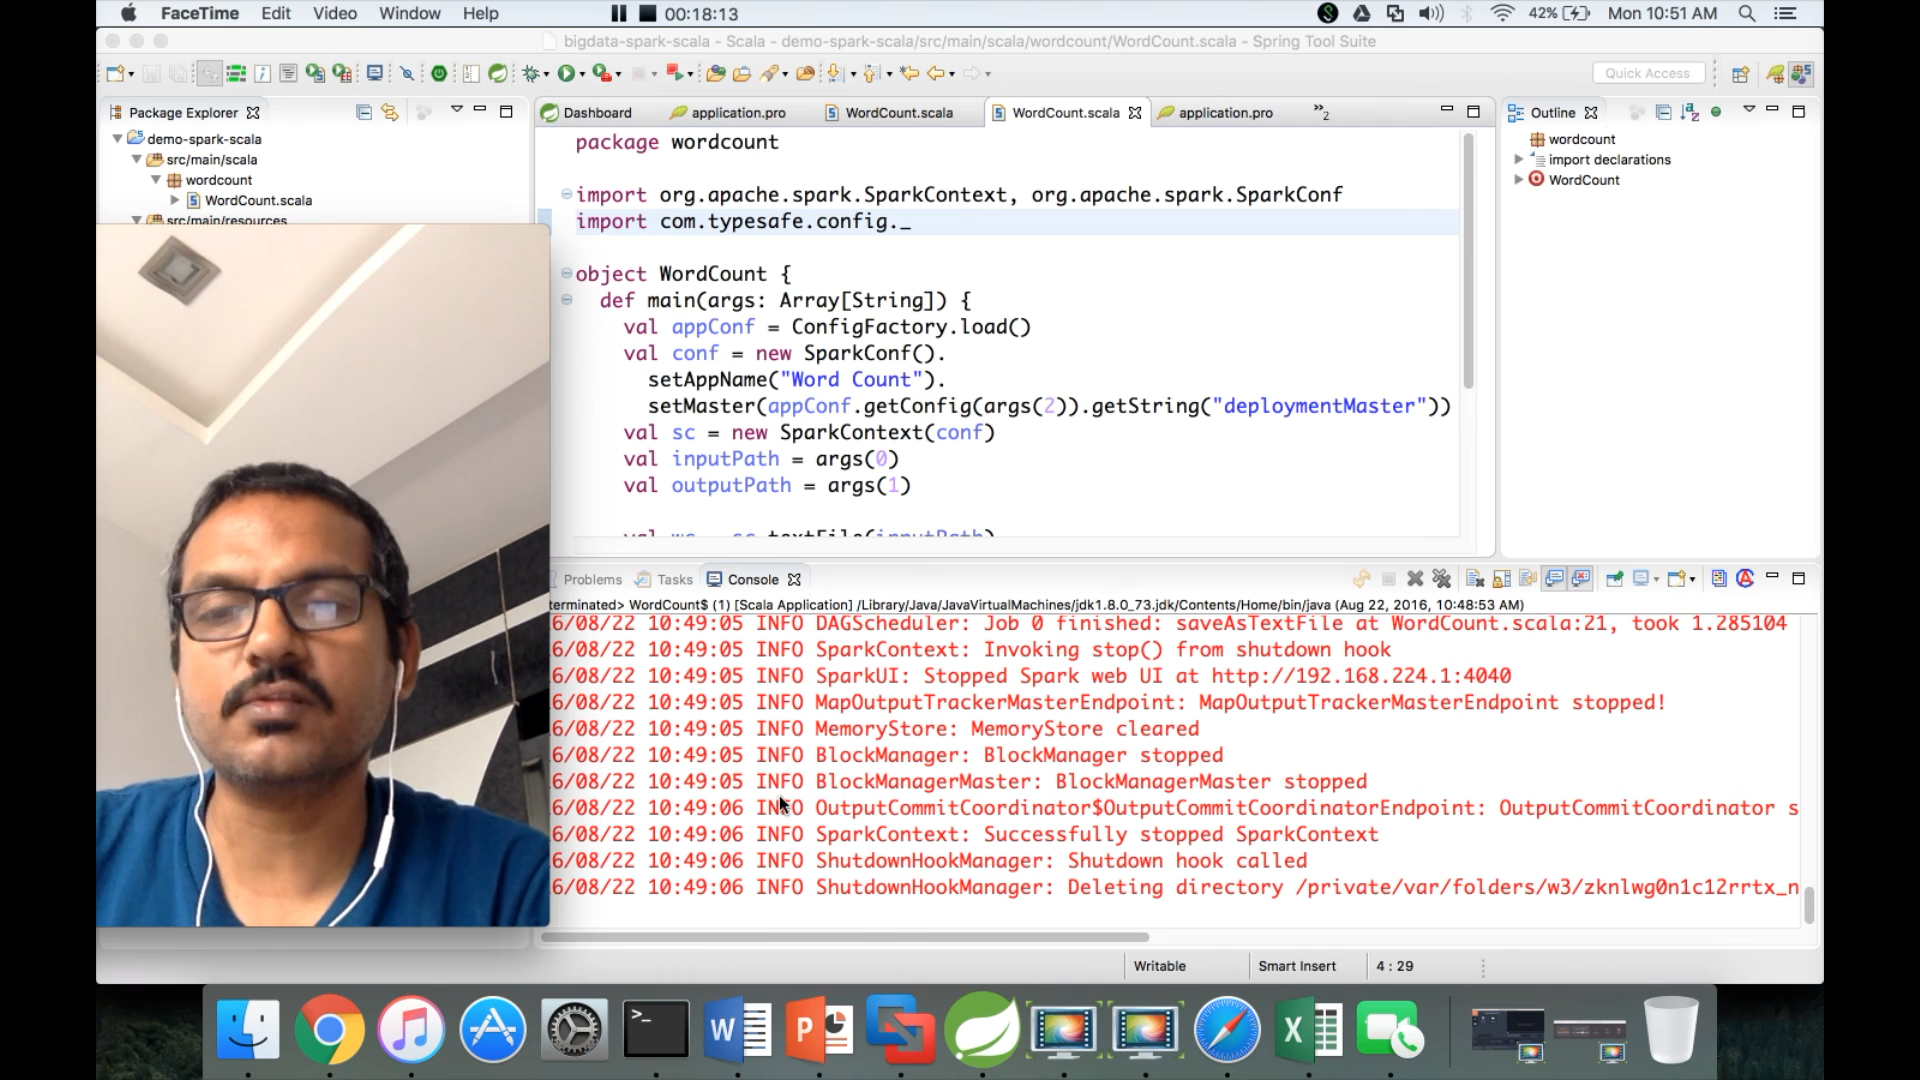 FaceTime Edit Video Window Help 00:18:13 42% Mon 10:51 AM
bigdata-spark-scala - Scala - demo-spark-scala/src/main/scala/wordcount/WordCount.scala - Spring Tool Suite
Quick Access
Package Explorer
demo-spark-scala
src/main/scala
wordcount
WordCount.scala
src/main/resources
Dashboard application.pro WordCount.scala WordCount.scala application.pro »2
package wordcount
import org.apache.spark.SparkContext, org.apache.spark.SparkConf
import com.typesafe.config._
object WordCount {
def main(args: Array[String]) {
val appConf = ConfigFactory.load()
val conf = new SparkConf().
setAppName("Word Count").
setMaster(appConf.getConfig(args(2)).getString("deploymentMaster"))
val sc = new SparkContext(conf)
val inputPath = args(0)
val outputPath = args(1)
val wc = sc.textFile(inputPath)
Outline
wordcount
import declarations
WordCount
Problems Tasks Console
terminated> WordCount$ (1) [Scala Application] /Library/Java/JavaVirtualMachines/jdk1.8.0_73.jdk/Contents/Home/bin/java (Aug 22, 2016, 10:48:53 AM)
6/08/22 10:49:05 INFO DAGScheduler: Job 0 finished: saveAsTextFile at WordCount.scala:21, took 1.285104
6/08/22 10:49:05 INFO SparkContext: Invoking stop() from shutdown hook
6/08/22 10:49:05 INFO SparkUI: Stopped Spark web UI at http://192.168.224.1:4040
6/08/22 10:49:05 INFO MapOutputTrackerMasterEndpoint: MapOutputTrackerMasterEndpoint stopped!
6/08/22 10:49:05 INFO MemoryStore: MemoryStore cleared
6/08/22 10:49:05 INFO BlockManager: BlockManager stopped
6/08/22 10:49:05 INFO BlockManagerMaster: BlockManagerMaster stopped
6/08/22 10:49:06 INFO OutputCommitCoordinator$OutputCommitCoordinatorEndpoint: OutputCommitCoordinator s
6/08/22 10:49:06 INFO SparkContext: Successfully stopped SparkContext
6/08/22 10:49:06 INFO ShutdownHookManager: Shutdown hook called
6/08/22 10:49:06 INFO ShutdownHookManager: Deleting directory /private/var/folders/w3/zknlwg0n1c12rrtx_n
Writable Smart Insert 4 : 29